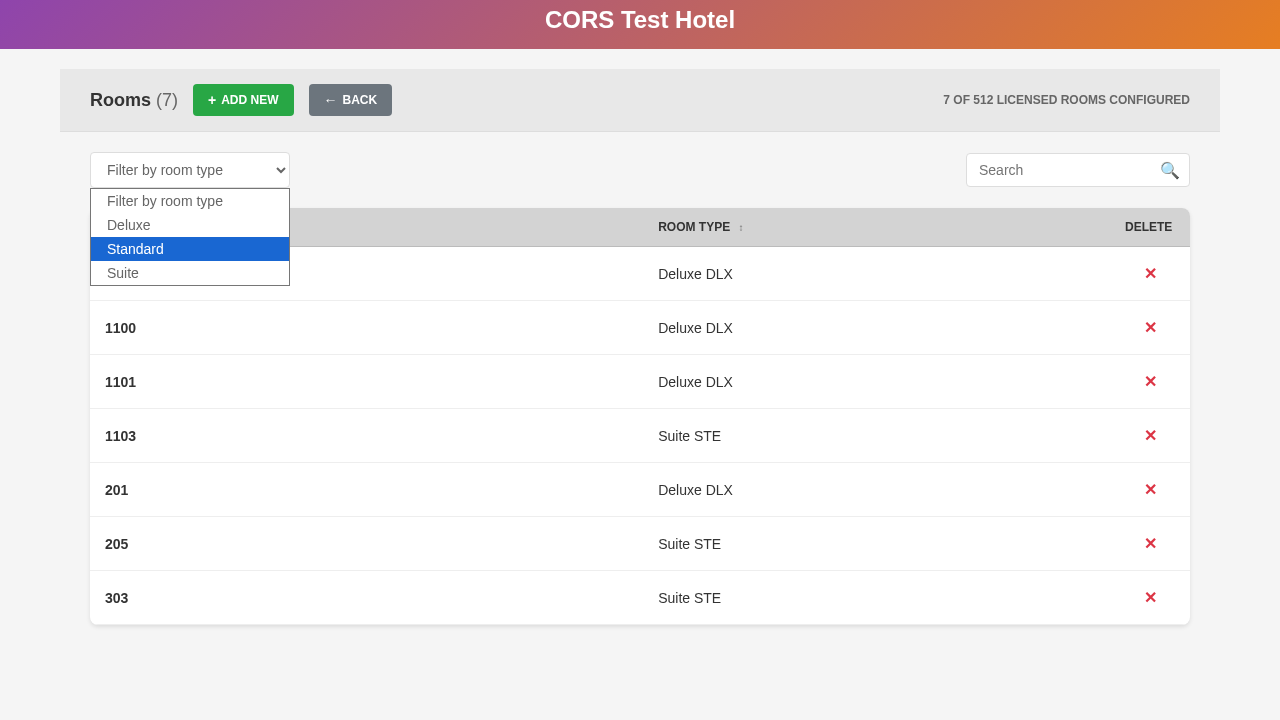 CORS Test Hotel
Rooms (7) + ADD NEW ← BACK 7 OF 512 LICENSED ROOMS CONFIGURED
Filter by room type Search
Filter by room type
Deluxe
Standard
Suite
ROOM TYPE DELETE
Deluxe DLX
1100 Deluxe DLX
1101 Deluxe DLX
1103 Suite STE
201 Deluxe DLX
205 Suite STE
303 Suite STE